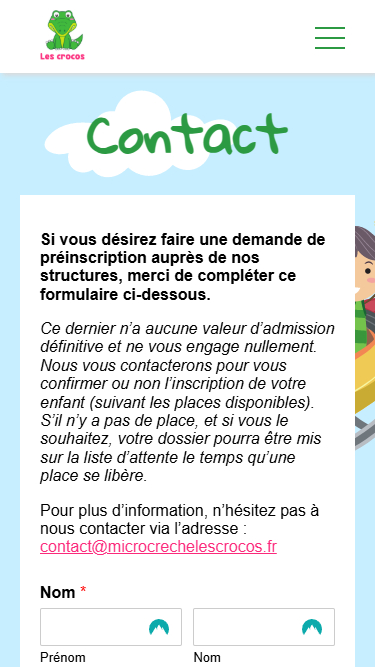 Les crocos
Contact
Si vous désirez faire une demande de
préinscription auprès de nos
structures, merci de compléter ce
formulaire ci-dessous.
Ce dernier n’a aucune valeur d’admission
définitive et ne vous engage nullement.
Nous vous contacterons pour vous
confirmer ou non l’inscription de votre
enfant (suivant les places disponibles).
S’il n’y a pas de place, et si vous le
souhaitez, votre dossier pourra être mis
sur la liste d’attente le temps qu’une
place se libère.
Pour plus d’information, n’hésitez pas à
nous contacter via l’adresse :
contact@microcrechelescrocos.fr
Nom *
Prénom Nom